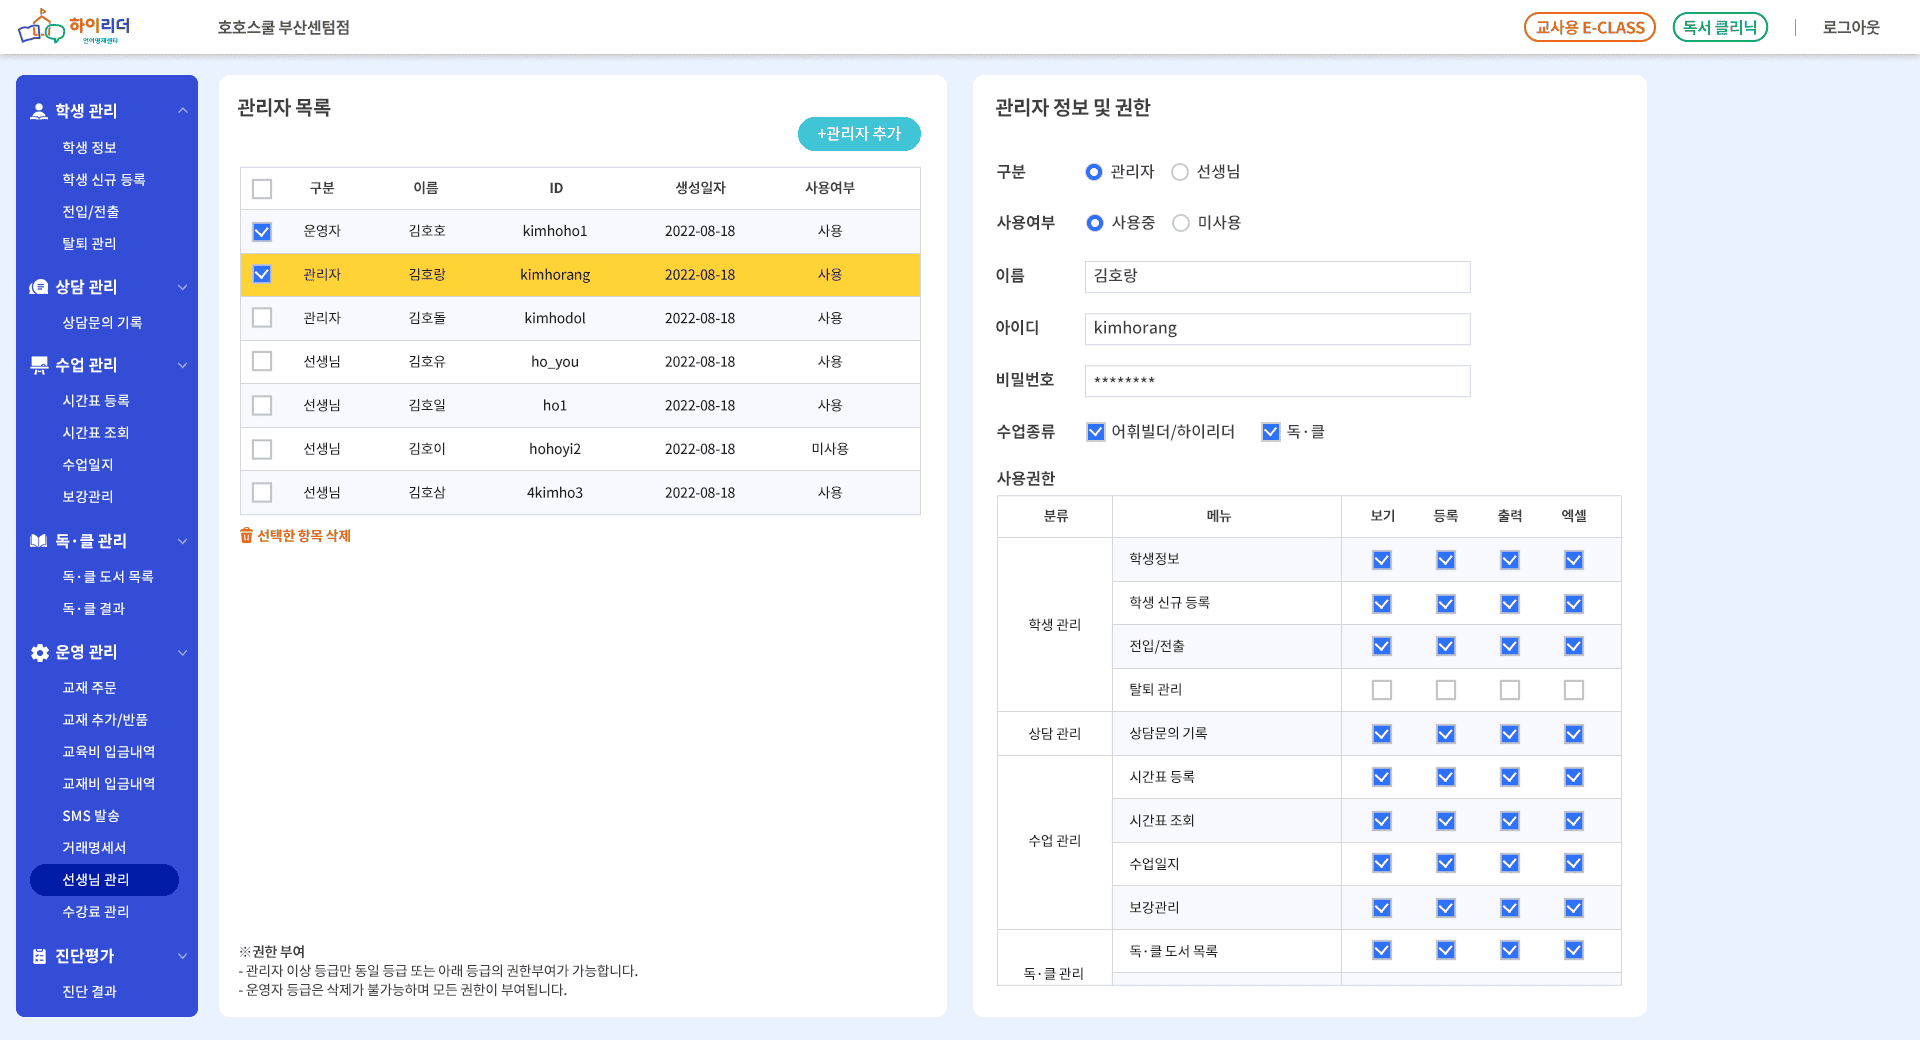 하이리더
언어영재센터
호호스쿨 부산센텀점
교사용 E-CLASS
독서 클리닉
로그아웃
학생 관리
학생 정보
학생 신규 등록
전입/전출
탈퇴 관리
상담 관리
상담문의 기록
수업 관리
시간표 등록
시간표 조회
수업일지
보강관리
독·클 관리
독·클 도서 목록
독·클 결과
운영 관리
교재 주문
교재 추가/반품
교육비 입금내역
교재비 입금내역
SMS 발송
거래명세서
선생님 관리
수강료 관리
진단평가
진단 결과
관리자 목록
+관리자 추가
구분 이름 ID 생성일자 사용여부
운영자 김호호 kimhoho1 2022-08-18 사용
관리자 김호랑 kimhorang 2022-08-18 사용
관리자 김호돌 kimhodol 2022-08-18 사용
선생님 김호유 ho_you 2022-08-18 사용
선생님 김호일 ho1 2022-08-18 사용
선생님 김호이 hohoyi2 2022-08-18 미사용
선생님 김호삼 4kimho3 2022-08-18 사용
선택한 항목 삭제
※권한 부여
- 관리자 이상 등급만 동일 등급 또는 아래 등급의 권한부여가 가능합니다.
- 운영자 등급은 삭제가 불가능하며 모든 권한이 부여됩니다.
관리자 정보 및 권한
구분 관리자 선생님
사용여부 사용중 미사용
이름 김호랑
아이디 kimhorang
비밀번호 ********
수업종류 어휘빌더/하이리더 독·클
사용권한
분류 메뉴 보기 등록 출력 엑셀
학생 관리
학생정보
학생 신규 등록
전입/전출
탈퇴 관리
상담 관리 상담문의 기록
수업 관리
시간표 등록
시간표 조회
수업일지
보강관리
독·클 관리
독·클 도서 목록